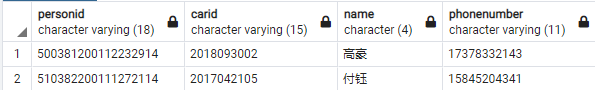 personid carid name phonenumber
character varying (18) character varying (15) character (4) character varying (11)
1 500381200112232914 2018093002 高豪 17378332143
2 510382200111272114 2017042105 付钰 15845204341